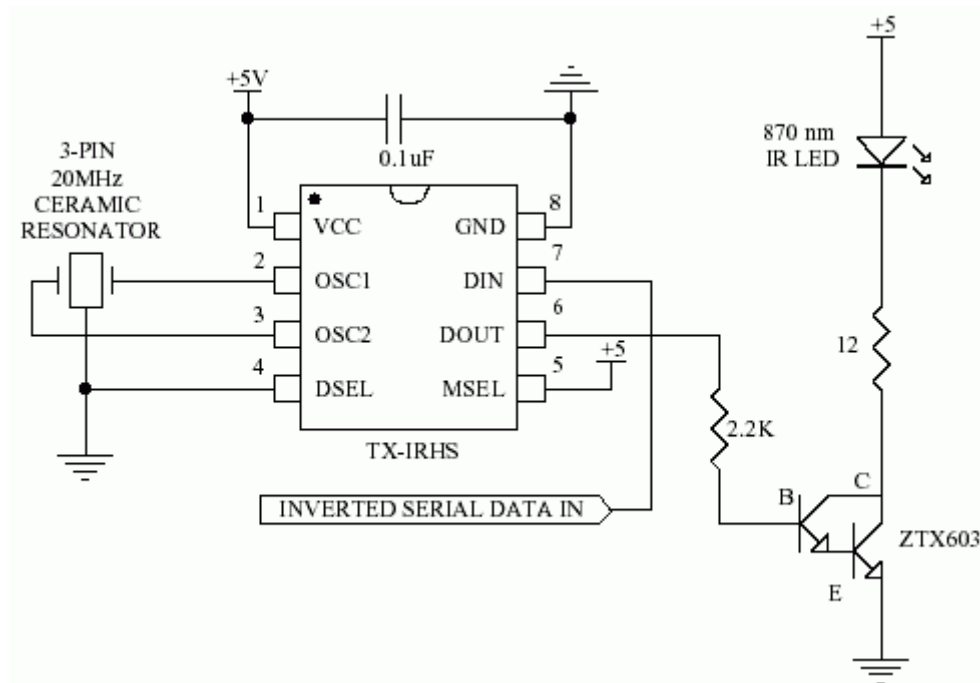 +5
+5V
870 nm
IR LED
0.1uF
3-PIN
20MHz
CERAMIC
RESONATOR
1
VCC
GND
8
2
OSC1
DIN
7
3
OSC2
DOUT
6
4
DSEL
MSEL
5
+5
12
TX-IRHS
2.2K
INVERTED SERIAL DATA IN
B
C
ZTX603
E